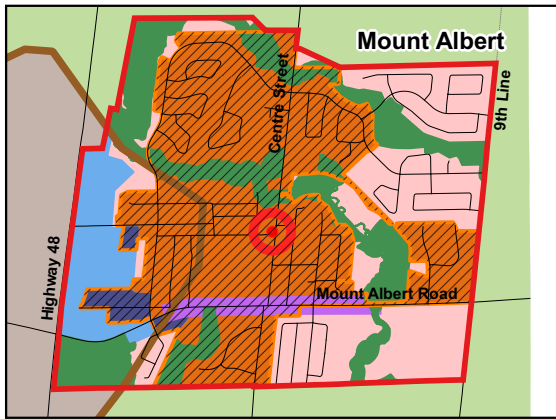 Mount Albert
Centre Street
9th Line
Highway 48
Mount Albert Road